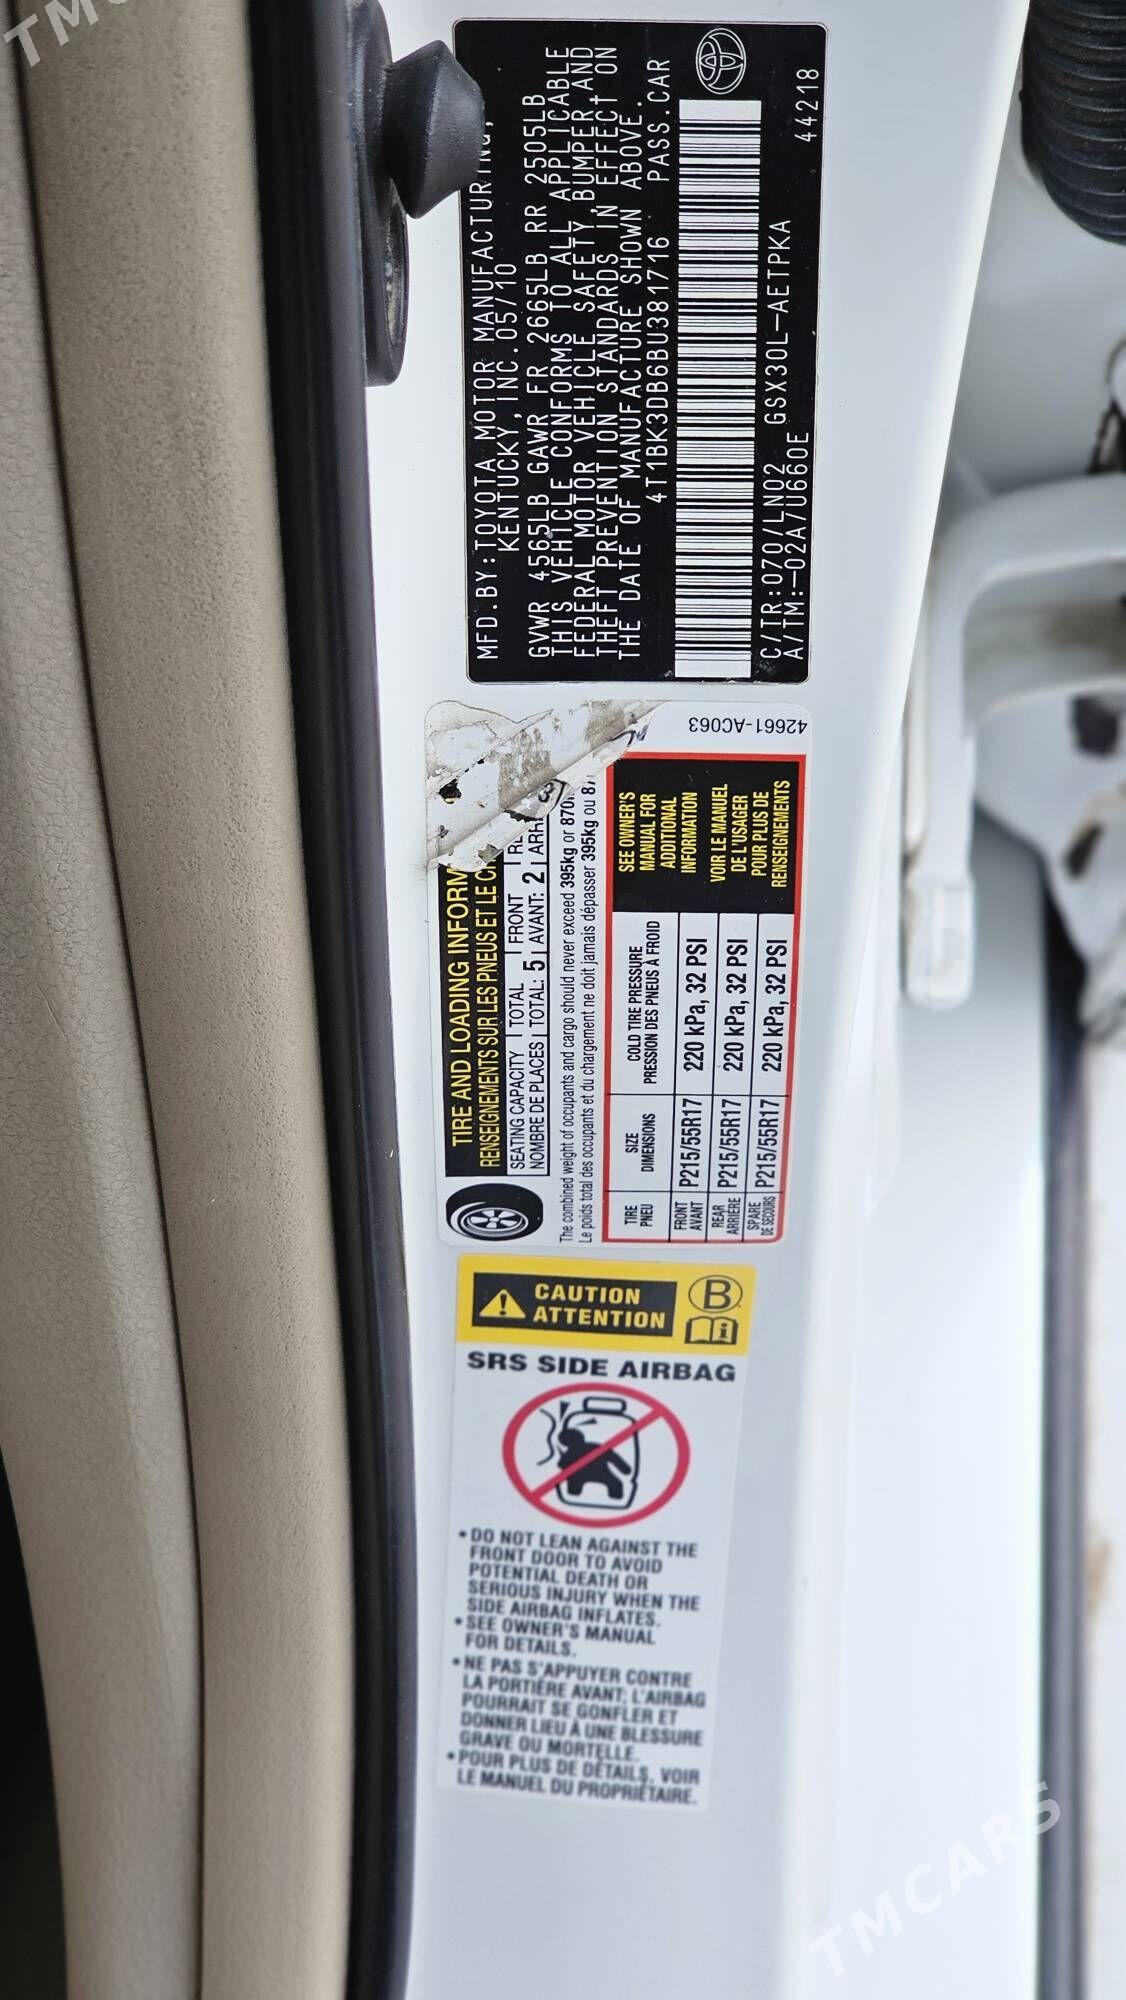 MFD.BY:TOYOTA MOTOR MANUFACTURING,
KENTUCKY, INC. 05/10
GVWR 4565LB GAWR FR 2665LB RR 2505LB
THIS VEHICLE CONFORMS TO ALL APPLICABLE
FEDERAL MOTOR VEHICLE SAFETY, BUMPER, AND
THEFT PREVENTION STANDARDS IN EFFECT ON
THE DATE OF MANUFACTURE SHOWN ABOVE.
4T1BK3DB6BU381716 PASS.CAR
C/TR:070/LN02 GSX30L-AETPKA
A/TM:-02A/U660E 44218
TIRE AND LOADING INFORM
RENSEIGNEMENTS SUR LES PNEUS ET LE C
SEATING CAPACITY TOTAL FRONT RE
NOMBRE DE PLACES TOTAL: 5 AVANT: 2 ARR 3
The combined weight of occupants and cargo should never exceed 395kg or 870
Le poids total des occupants et du chargement ne doit jamais dépasser 395kg ou 87
TIRE SIZE COLD TIRE PRESSURE
PNEU DIMENSIONS PRESSION DES PNEUS À FROID
FRONT
AVANT P215/55R17 220 kPa, 32 PSI
REAR
ARRIÈRE P215/55R17 220 kPa, 32 PSI
SPARE
DE SECOURS P215/55R17 220 kPa, 32 PSI
SEE OWNER'S
MANUAL FOR
ADDITIONAL
INFORMATION
VOIR LE MANUEL
DE L'USAGER
POUR PLUS DE
RENSEIGNEMENTS
42661-AC063
CAUTION
ATTENTION
B
i
SRS SIDE AIRBAG
•DO NOT LEAN AGAINST THE
FRONT DOOR TO AVOID
POTENTIAL DEATH OR
SERIOUS INJURY WHEN THE
SIDE AIRBAG INFLATES.
•SEE OWNER'S MANUAL
FOR DETAILS.
•NE PAS S'APPUYER CONTRE
LA PORTIÈRE AVANT; L'AIRBAG
POURRAIT SE GONFLER ET
DONNER LIEU À UNE BLESSURE
GRAVE OU MORTELLE.
•POUR PLUS DE DÉTAILS, VOIR
LE MANUEL DU PROPRIÉTAIRE.
TMCARS